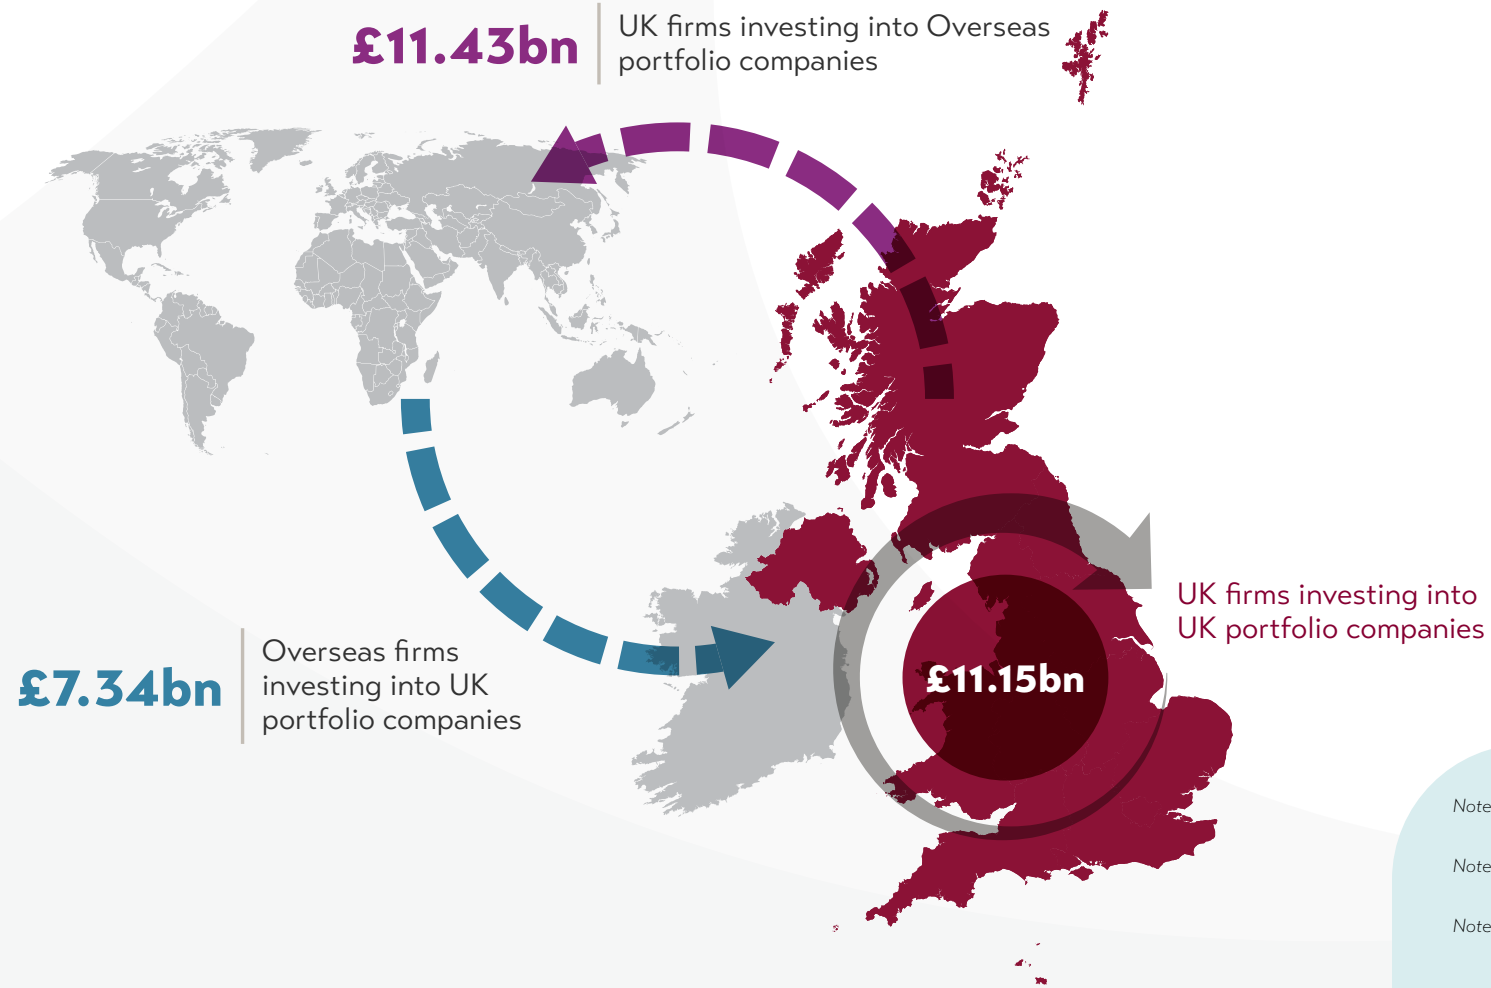 £11.43bn
UK firms investing into Overseas
portfolio companies
UK firms investing into
UK portfolio companies
£11.15bn
£7.34bn
Overseas firms
investing into UK
portfolio companies
Note
Note
Note